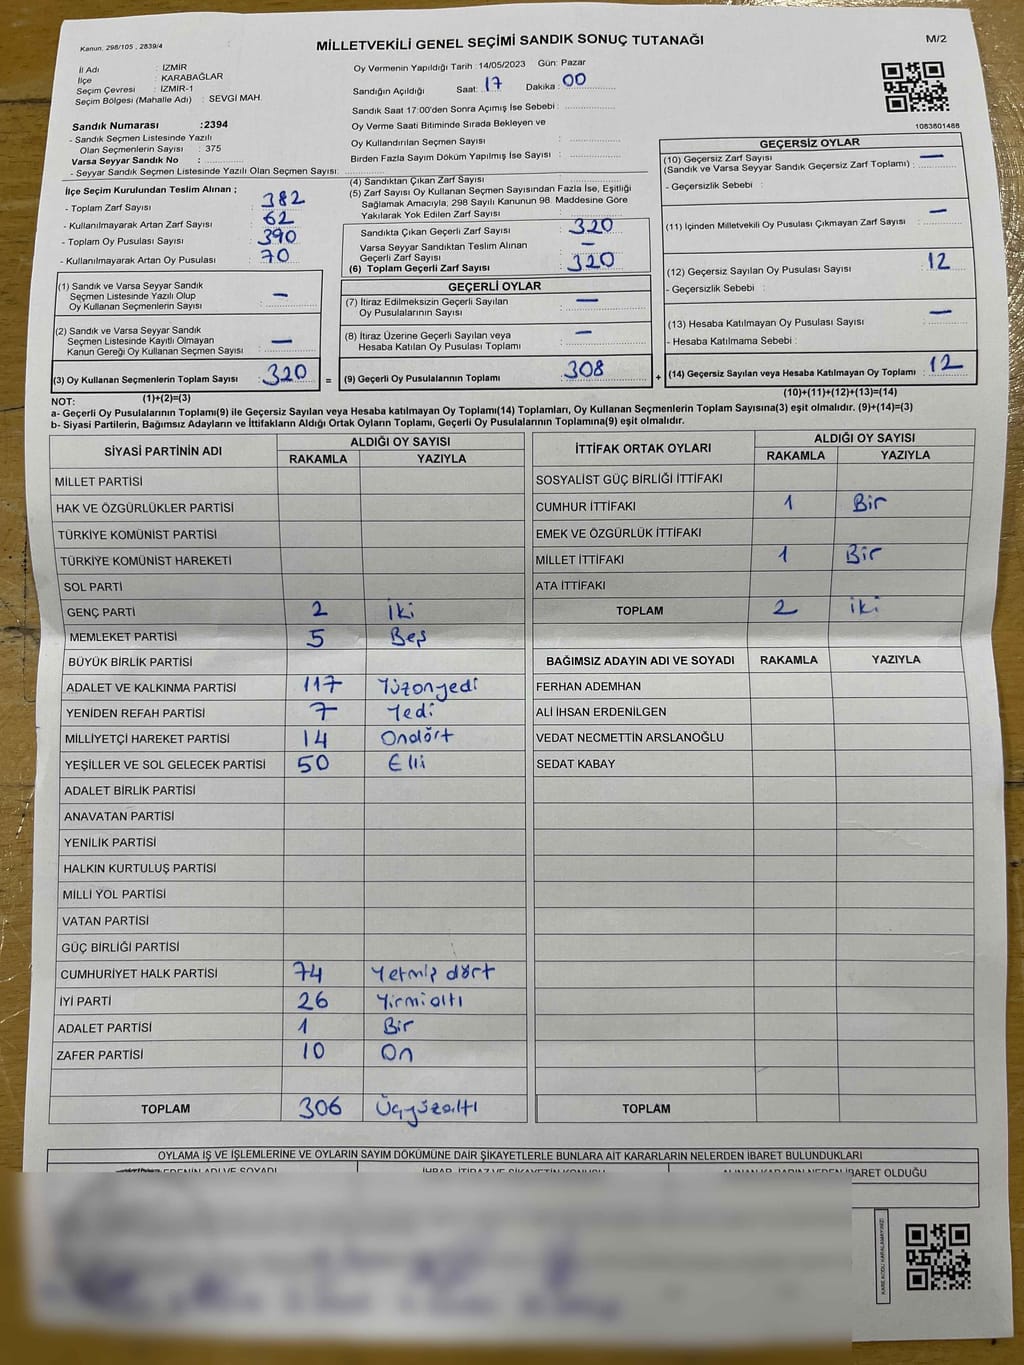 Kanun. 298/105 , 2839/4
MİLLETVEKİLİ GENEL SEÇİMİ SANDIK SONUÇ TUTANAĞI
M/2
İl Adı : İZMİR
İlçe : KARABAĞLAR
Seçim Çevresi : İZMİR-1
Seçim Bölgesi (Mahalle Adı) : SEVGİ MAH.
Sandık Numarası :2394
- Sandık Seçmen Listesinde Yazılı
Olan Seçmenlerin Sayısı : 375
Varsa Seyyar Sandık No :
- Seyyar Sandık Seçmen Listesinde Yazılı Olan Seçmen Sayısı:
Oy Vermenin Yapıldığı Tarih :14/05/2023 Gün: Pazar
Sandığın Açıldığı Saat: 17 Dakika: 00
Sandık Saat 17:00'den Sonra Açımış İse Sebebi :
Oy Verme Saati Bitiminde Sırada Bekleyen ve
Oy Kullandırılan Seçmen Sayısı :
Birden Fazla Sayım Döküm Yapılmış İse Sayısı :
1083601488
İlçe Seçim Kurulundan Teslim Alınan ;
- Toplam Zarf Sayısı : 382
- Kullanılmayarak Artan Zarf Sayısı : 62
- Toplam Oy Pusulası Sayısı : 390
- Kullanılmayarak Artan Oy Pusulası : 70
(1) Sandık ve Varsa Seyyar Sandık
Seçmen Listesinde Yazılı Olup
Oy Kullanan Seçmenlerin Sayısı : —
(2) Sandık ve Varsa Seyyar Sandık
Seçmen Listesinde Kayıtlı Olmayan
Kanun Gereği Oy Kullanan Seçmen Sayısı : —
(3) Oy Kullanan Seçmenlerin Toplam Sayısı : 320
(1)+(2)=(3)
(4) Sandıktan Çıkan Zarf Sayısı :
(5) Zarf Sayısı Oy Kullanan Seçmen Sayısından Fazla İse, Eşitliği
Sağlamak Amacıyla, 298 Sayılı Kanunun 98. Maddesine Göre
Yakılarak Yok Edilen Zarf Sayısı :
Sandıkta Çıkan Geçerli Zarf Sayısı : 320
Varsa Seyyar Sandıktan Teslim Alınan
Geçerli Zarf Sayısı : —
(6) Toplam Geçerli Zarf Sayısı : 320
GEÇERLİ OYLAR
(7) İtiraz Edilmeksizin Geçerli Sayılan
Oy Pusulalarının Sayısı : —
(8) İtiraz Üzerine Geçerli Sayılan veya
Hesaba Katılan Oy Pusulası Toplamı : —
= (9) Geçerli Oy Pusulalarının Toplamı : 308
GEÇERSİZ OYLAR
(10) Geçersiz Zarf Sayısı
(Sandık ve Varsa Seyyar Sandık Geçersiz Zarf Toplamı) : —
- Geçersizlik Sebebi :
(11) İçinden Milletvekili Oy Pusulası Çıkmayan Zarf Sayısı : —
(12) Geçersiz Sayılan Oy Pusulası Sayısı : 12
- Geçersizlik Sebebi :
(13) Hesaba Katılmayan Oy Pusulası Sayısı : —
- Hesaba Katılmama Sebebi :
+ (14) Geçersiz Sayılan veya Hesaba Katılmayan Oy Toplamı : 12
(10)+(11)+(12)+(13)=(14)
NOT:
a- Geçerli Oy Pusulalarının Toplamı(9) ile Geçersiz Sayılan veya Hesaba katılmayan Oy Toplamı(14) Toplamları, Oy Kullanan Seçmenlerin Toplam Sayısına(3) eşit olmalıdır. (9)+(14)=(3)
b- Siyasi Partilerin, Bağımsız Adayların ve İttifakların Aldığı Ortak Oyların Toplamı, Geçerli Oy Pusulalarının Toplamına(9) eşit olmalıdır.
SİYASİ PARTİNİN ADI ALDIĞI OY SAYISI
RAKAMLA YAZIYLA
MİLLET PARTİSİ
HAK VE ÖZGÜRLÜKLER PARTİSİ
TÜRKİYE KOMÜNİST PARTİSİ
TÜRKİYE KOMÜNİST HAREKETİ
SOL PARTİ
GENÇ PARTİ 2 İki
MEMLEKET PARTİSİ 5 Beş
BÜYÜK BİRLİK PARTİSİ
ADALET VE KALKINMA PARTİSİ 117 Yüzonyedi
YENİDEN REFAH PARTİSİ 7 Yedi
MİLLİYETÇİ HAREKET PARTİSİ 14 Ondört
YEŞİLLER VE SOL GELECEK PARTİSİ 50 Elli
ADALET BİRLİK PARTİSİ
ANAVATAN PARTİSİ
YENİLİK PARTİSİ
HALKIN KURTULUŞ PARTİSİ
MİLLİ YOL PARTİSİ
VATAN PARTİSİ
GÜÇ BİRLİĞİ PARTİSİ
CUMHURİYET HALK PARTİSİ 74 Yetmiş dört
İYİ PARTİ 26 Yirmialtı
ADALET PARTİSİ 1 Bir
ZAFER PARTİSİ 10 On
TOPLAM 306 Üçyüzaltı
İTTİFAK ORTAK OYLARI ALDIĞI OY SAYISI
RAKAMLA YAZIYLA
SOSYALİST GÜÇ BİRLİĞİ İTTİFAKI
CUMHUR İTTİFAKI 1 Bir
EMEK VE ÖZGÜRLÜK İTTİFAKI
MİLLET İTTİFAKI 1 Bir
ATA İTTİFAKI
TOPLAM 2 iki
BAĞIMSIZ ADAYIN ADI VE SOYADI RAKAMLA YAZIYLA
FERHAN ADEMHAN
ALİ İHSAN ERDENİLGEN
VEDAT NECMETTİN ARSLANOĞLU
SEDAT KABAY
TOPLAM
OYLAMA İŞ VE İŞLEMLERİNE VE OYLARIN SAYIM DÖKÜMÜNE DAİR ŞİKAYETLERLE BUNLARA AİT KARARLARIN NELERDEN İBARET BULUNDUKLARI
ADI VE SOYADI
İHBAR, İTİRAZ VE ŞİKAYETİN KONUSU
ALINAN KARARIN NEDEN İBARET OLDUĞU
KARE KODU KARALAMAYINIZ!